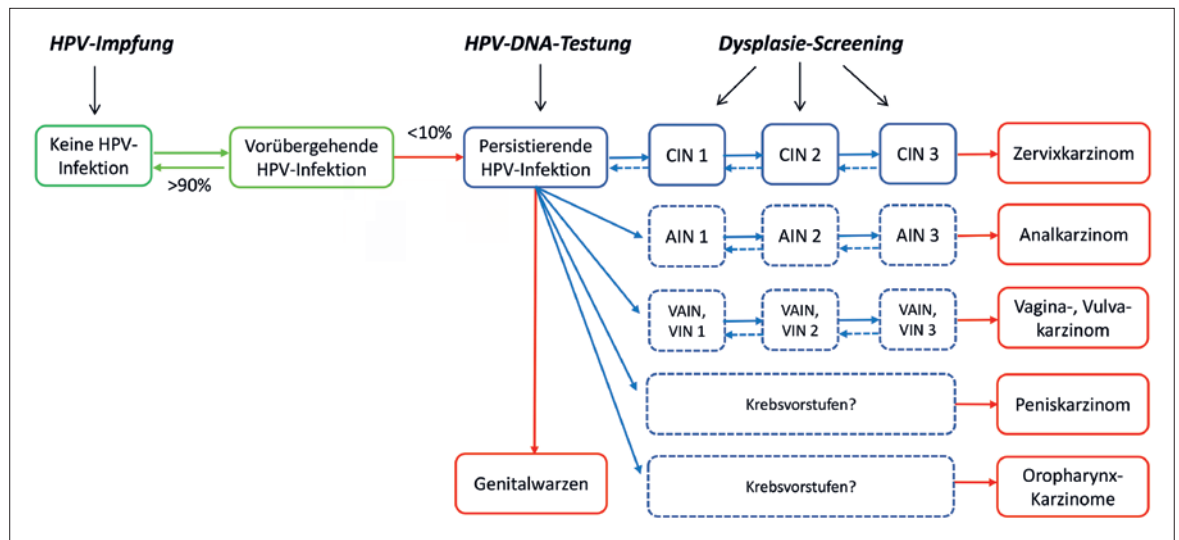 HPV-Impfung
HPV-DNA-Testung
Dysplasie-Screening
Keine HPV-
Infektion
>90%
Vorübergehende
HPV-Infektion
<10%
Persistierende
HPV-Infektion
CIN 1
CIN 2
CIN 3
Zervixkarzinom
AIN 1
AIN 2
AIN 3
Analkarzinom
VAIN,
VIN 1
VAIN,
VIN 2
VAIN,
VIN 3
Vagina-, Vulva-
karzinom
Krebsvorstufen?
Peniskarzinom
Genitalwarzen
Krebsvorstufen?
Oropharynx-
Karzinome